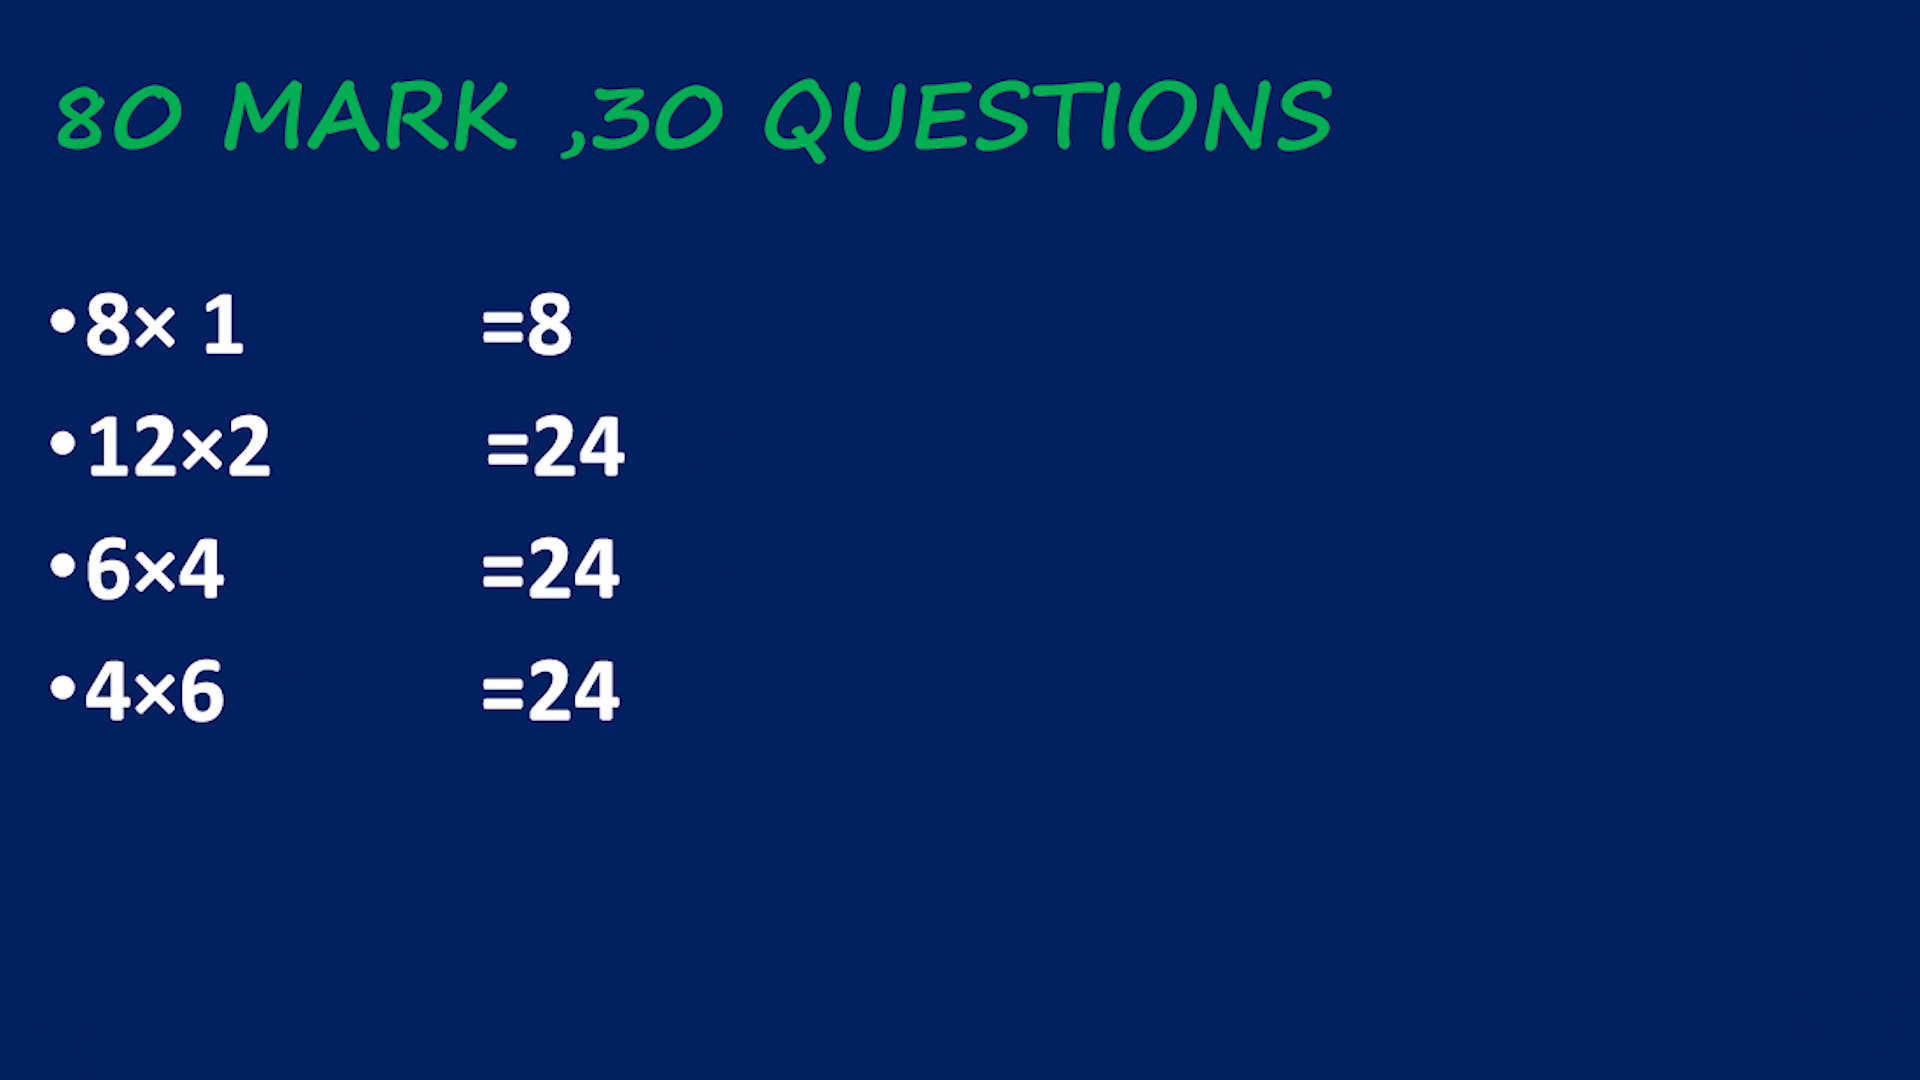 80 MARK ,30 QUESTIONS
•8× 1 =8
•12×2 =24
•6×4 =24
•4×6 =24